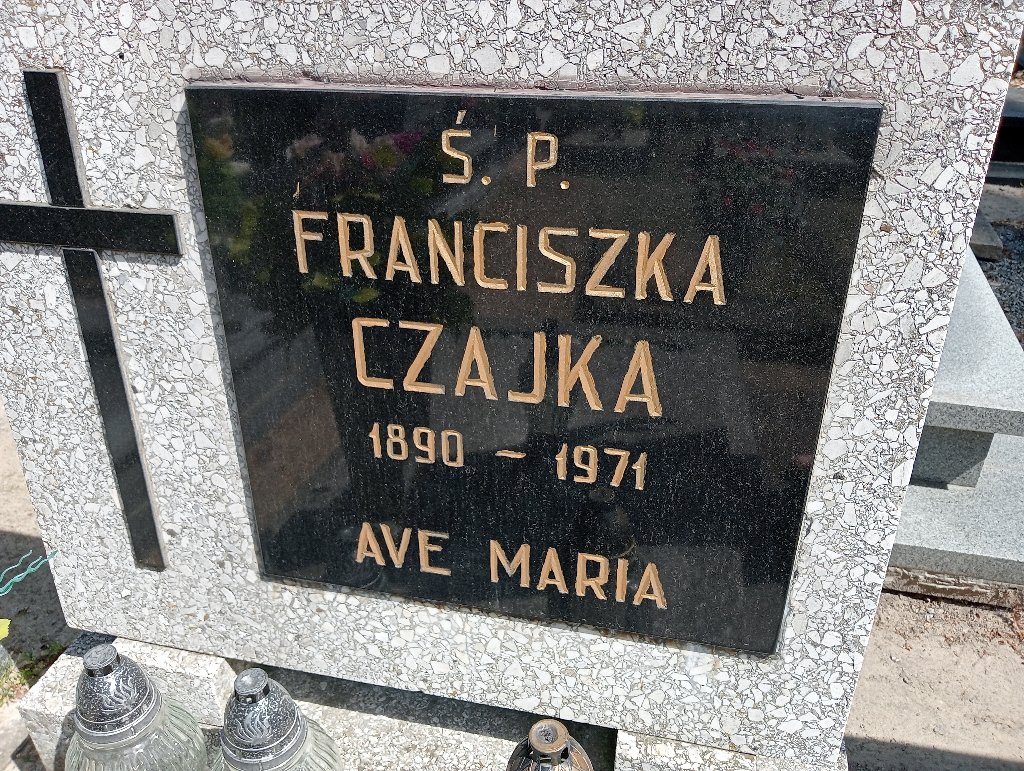 Ś. P.
FRANCISZKA
CZAJKA
1890 - 1971
AVE MARIA